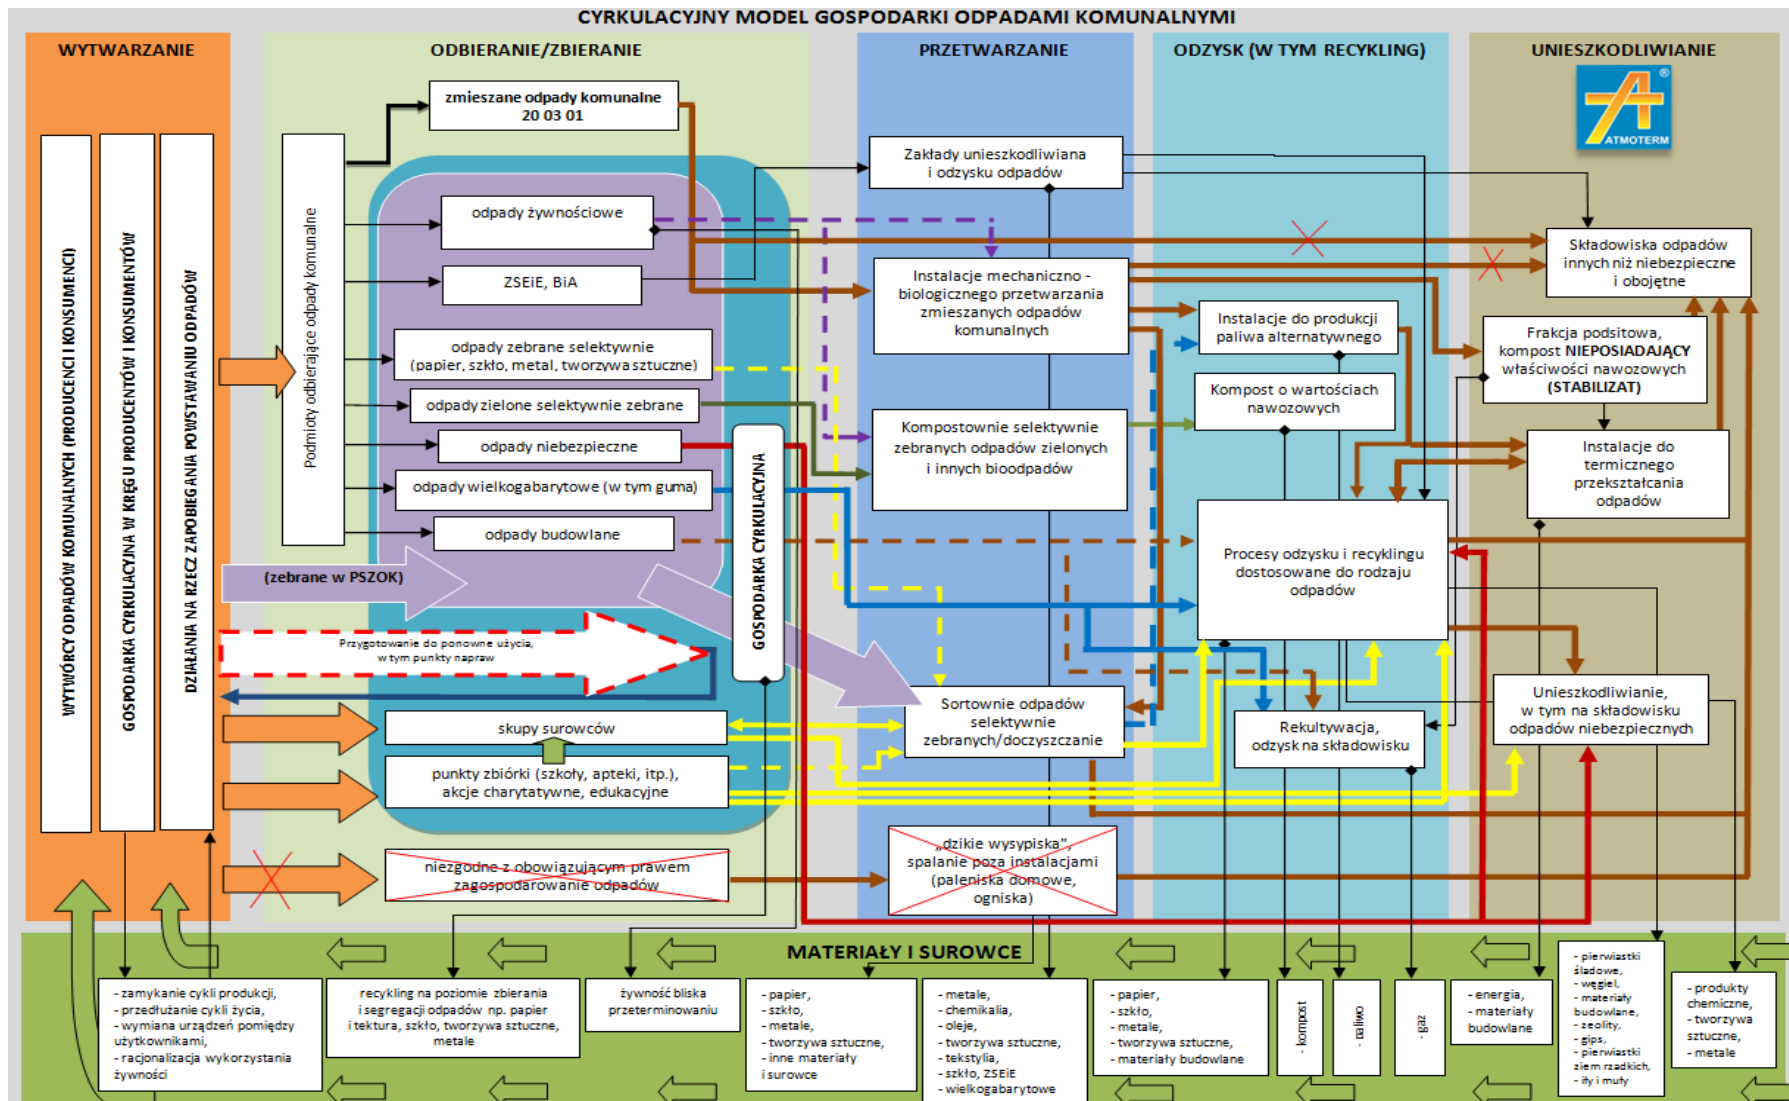 CYRKULACYJNY MODEL GOSPODARKI ODPADAMI KOMUNALNYMI
WYTWARZANIE
WYTWÓRCY ODPADÓW KOMUNALNYCH (PRODUCENCI I KONSUMENCI)
GOSPODARKA CYRKULACYJNA W KRĘGU PRODUCENTÓW I KONSUMENTÓW
DZIAŁANIA NA RZECZ ZAPOBIEGANIA POWSTAWANIU ODPADÓW
ODBIERANIE/ZBIERANIE
Podmioty odbierające odpady komunalne
zmieszane odpady komunalne
20 03 01
odpady żywnościowe
ZSEiE, BiA
odpady zebrane selektywnie
(papier, szkło, metal, tworzywa sztuczne)
odpady zielone selektywnie zebrane
odpady niebezpieczne
odpady wielkogabarytowe (w tym guma)
odpady budowlane
(zebrane w PSZOK)
GOSPODARKA CYRKULACYJNA
Przygotowanie do ponowne użycia,
w tym punkty napraw
skupy surowców
punkty zbiórki (szkoły, apteki, itp.),
akcje charytatywne, edukacyjne
niezgodne z obowiązującym prawem
zagospodarowanie odpadów
PRZETWARZANIE
Zakłady unieszkodliwiana
i odzysku odpadów
Instalacje mechaniczno -
biologicznego przetwarzania
zmieszanych odpadów
komunalnych
Kompostownie selektywnie
zebranych odpadów zielonych
i innych bioodpadów
Sortownie odpadów
selektywnie
zebranych/doczyszczanie
„dzikie wysypiska”,
spalanie poza instalacjami
(paleniska domowe,
ogniska)
ODZYSK (W TYM RECYKLING)
Instalacje do produkcji
paliwa alternatywnego
Kompost o wartościach
nawozowych
Procesy odzysku i recyklingu
dostosowane do rodzaju
odpadów
Rekultywacja,
odzysk na składowisku
UNIESZKODLIWIANIE
®
ATMOTERM
Składowiska odpadów
innych niż niebezpieczne
i obojętne
Frakcja podsitowa,
kompost NIEPOSIADAJĄCY
właściwości nawozowych
(STABILIZAT)
Instalacje do
termicznego
przekształcania
odpadów
Unieszkodliwianie,
w tym na składowisku
odpadów niebezpiecznych
MATERIAŁY I SUROWCE
- zamykanie cykli produkcji,
- przedłużanie cykli życia,
- wymiana urządzeń pomiędzy
użytkownikami,
- racjonalizacja wykorzystania
żywności
recykling na poziomie zbierania
i segregacji odpadów np. papier
i tektura, szkło, tworzywa sztuczne,
metale
żywność bliska
przeterminowaniu
- papier,
- szkło,
- metale,
- tworzywa sztuczne,
- inne materiały
i surowce
- metale,
- chemikalia,
- oleje,
- tworzywa sztuczne,
- tekstylia,
- szkło, ZSEiE
- wielkogabarytowe
- papier,
- szkło,
- metale,
- tworzywa sztuczne,
- materiały budowlane
- kompost
- paliwo
- gaz
- energia,
- materiały
budowlane
- pierwiastki
śladowe,
- węgiel,
- materiały
budowlane,
- zeolity,
- gips,
- pierwiastki
ziem rzadkich,
- iły i muły
- produkty
chemiczne,
- tworzywa
sztuczne,
- metale